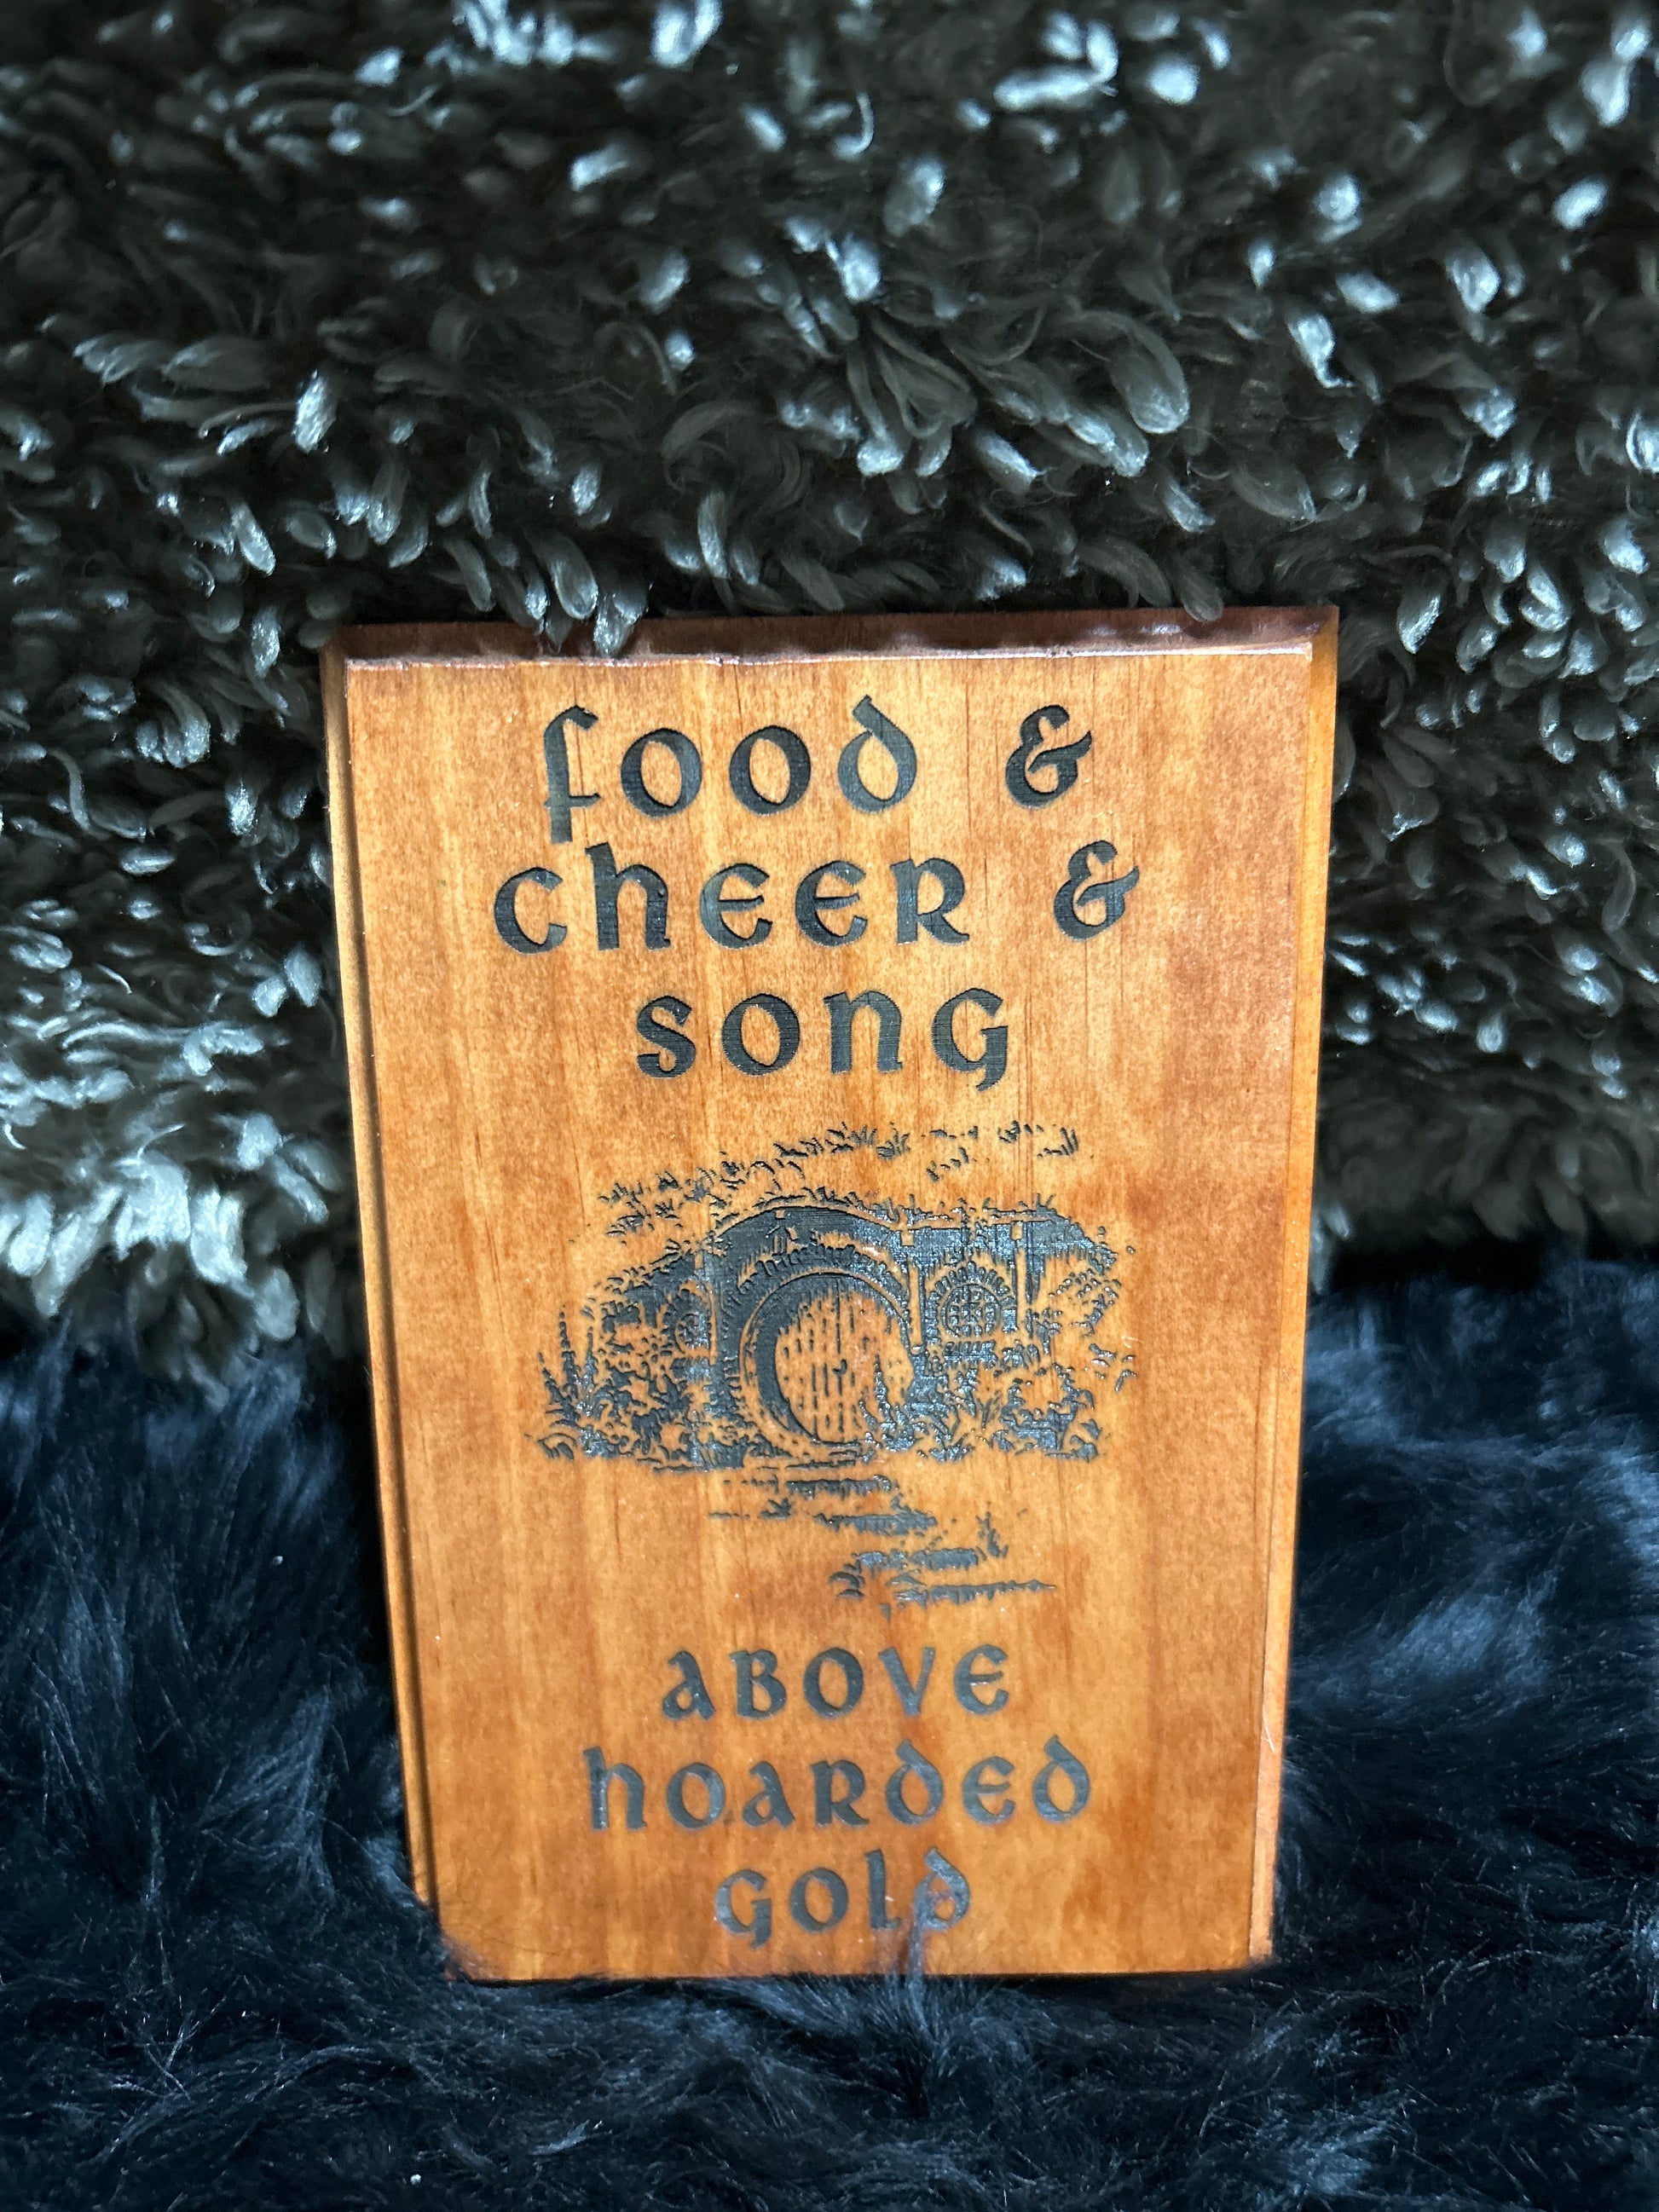 food &
cheer &
song
above
hoarded
gold